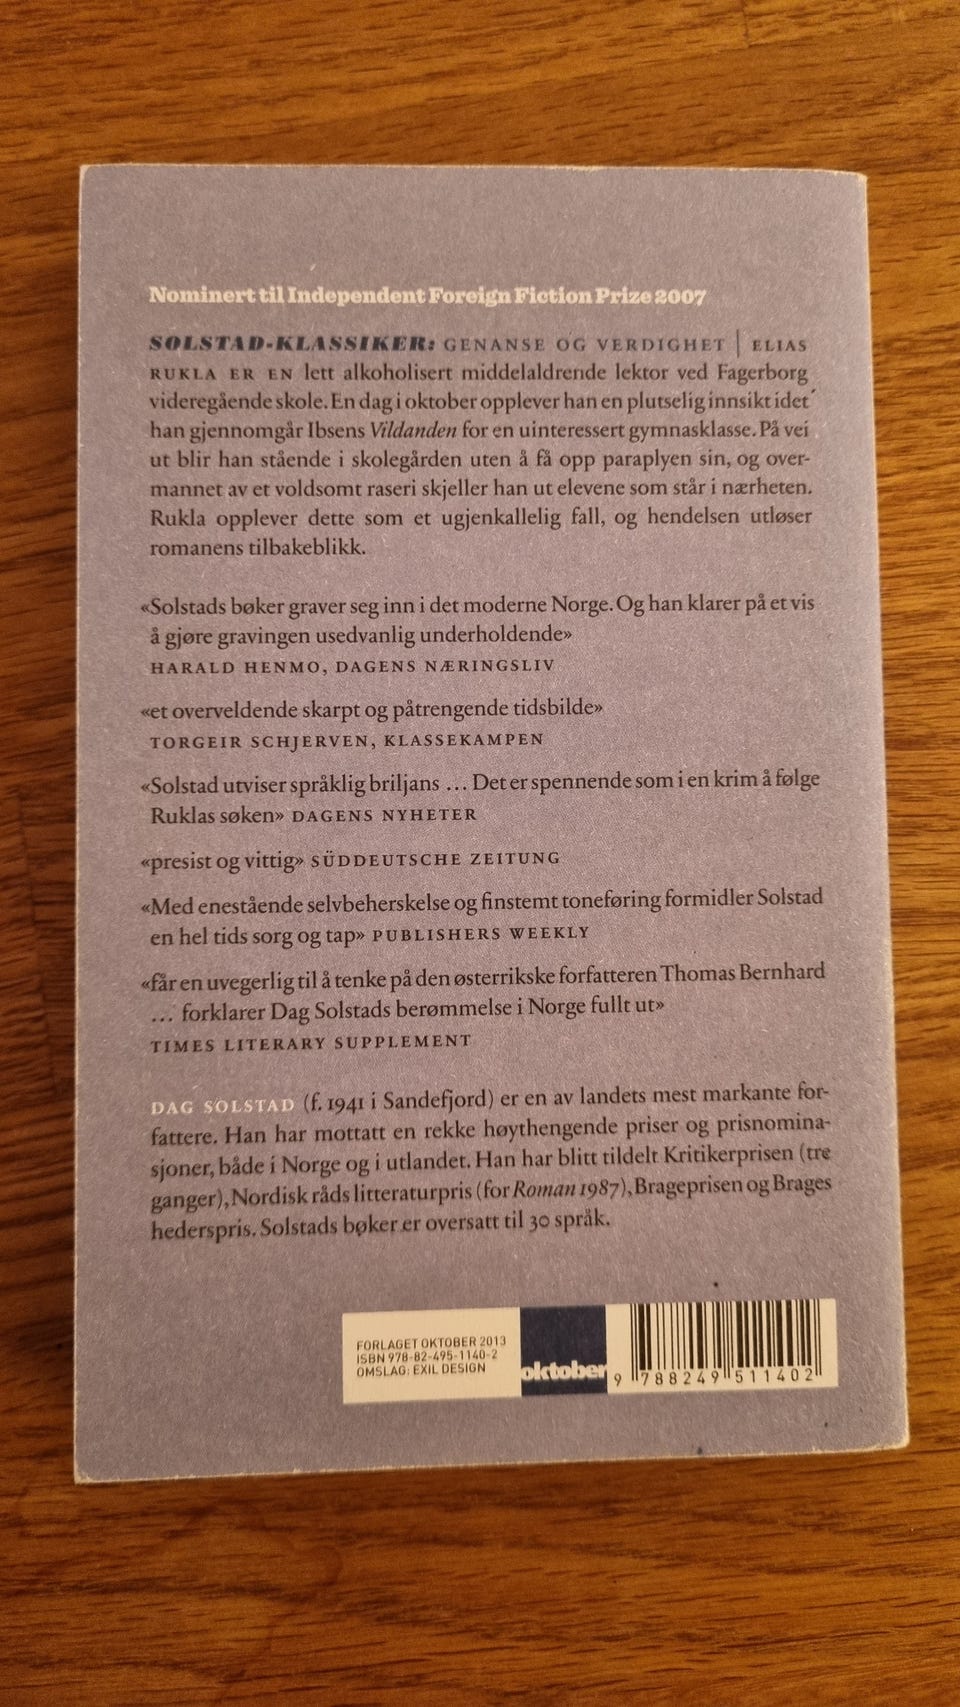 Nominert til Independent Foreign Fiction Prize 2007
SOLSTAD-KLASSIKER: GENANSE OG VERDIGHET | ELIAS
RUKLA ER EN lett alkoholisert middelaldrende lektor ved Fagerborg
videregående skole. En dag i oktober opplever han en plutselig innsikt idet
han gjennomgår Ibsens Vildanden for en uinteressert gymnasklasse. På vei
ut blir han stående i skolegården uten å få opp paraplyen sin, og over-
mannet av et voldsomt raseri skjeller han ut elevene som står i nærheten.
Rukla opplever dette som et ugjenkallelig fall, og hendelsen utløser
romanens tilbakeblikk.
«Solstads bøker graver seg inn i det moderne Norge. Og han klarer på et vis
å gjøre gravingen usedvanlig underholdende»
HARALD HENMO, DAGENS NÆRINGSLIV
«et overveldende skarpt og påtrengende tidsbilde»
TORGEIR SCHJERVEN, KLASSEKAMPEN
«Solstad utviser språklig briljans ... Det er spennende som i en krim å følge
Ruklas søken» DAGENS NYHETER
«presist og vittig» SÜDDEUTSCHE ZEITUNG
«Med enestående selvbeherskelse og finstemt toneføring formidler Solstad
en hel tids sorg og tap» PUBLISHERS WEEKLY
«får en uvegerlig til å tenke på den østerrikske forfatteren Thomas Bernhard
... forklarer Dag Solstads berømmelse i Norge fullt ut»
TIMES LITERARY SUPPLEMENT
DAG SOLSTAD (f. 1941 i Sandefjord) er en av landets mest markante for-
fattere. Han har mottatt en rekke høythengende priser og prisnomina-
sjoner, både i Norge og i utlandet. Han har blitt tildelt Kritikerprisen (tre
ganger), Nordisk råds litteraturpris (for Roman 1987), Brageprisen og Brages
hederspris. Solstads bøker er oversatt til 30 språk.
FORLAGET OKTOBER 2013
ISBN 978-82-495-1140-2
OMSLAG: EXIL DESIGN
oktober
9 788249 511402